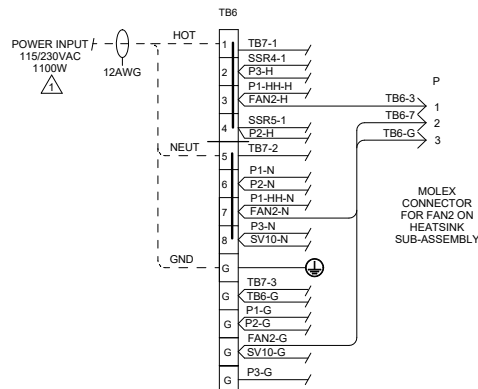 TB6
HOT
POWER INPUT
115/230VAC
1100W
1
12AWG
NEUT
GND
1
2
3
4
5
6
7
8
G
G
G
G
G
TB7-1
SSR4-1
P3-H
P1-HH-H
FAN2-H
SSR5-1
P2-H
TB7-2
P1-N
P2-N
P1-HH-N
FAN2-N
P3-N
SV10-N
TB7-3
TB6-G
P1-G
P2-G
FAN2-G
SV10-G
P3-G
P
TB6-3
1
TB6-7
2
TB6-G
3
MOLEX
CONNECTOR
FOR FAN2 ON
HEATSINK
SUB-ASSEMBLY